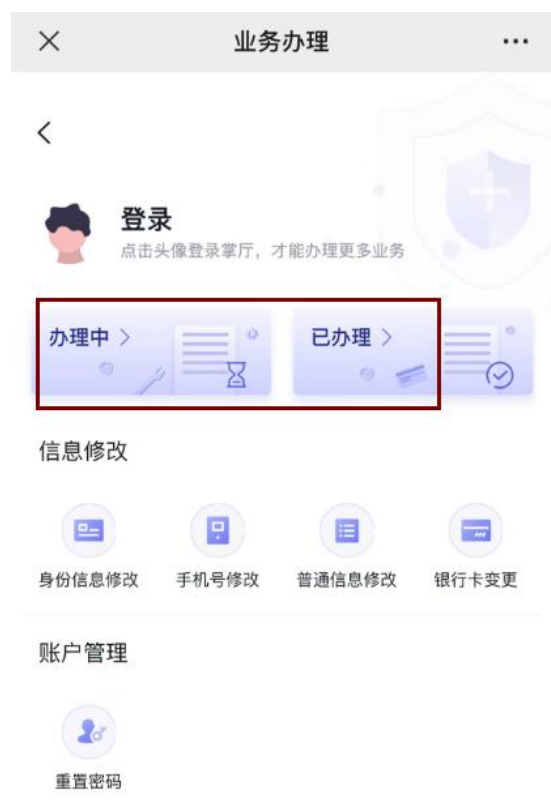 业务办理
登录
点击头像登录掌厅，才能办理更多业务
办理中
已办理
信息修改
身份信息修改 手机号修改 普通信息修改 银行卡变更
账户管理
重置密码